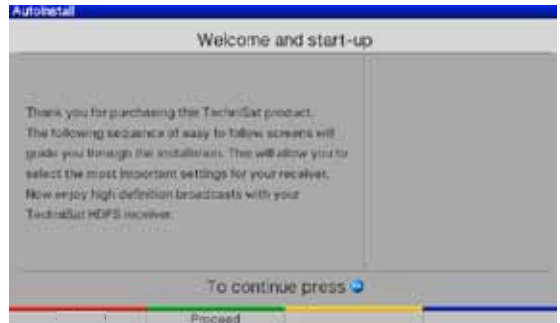 AutoInstall
Welcome and start-up
Thank you for purchasing this TechniSat product.
The following sequence of easy to follow screens will
guide you through the installation. This will allow you to
select the most important settings for your receiver.
Now enjoy high definition broadcasts with your
TechniSat HDFS receiver.
To continue press
Proceed